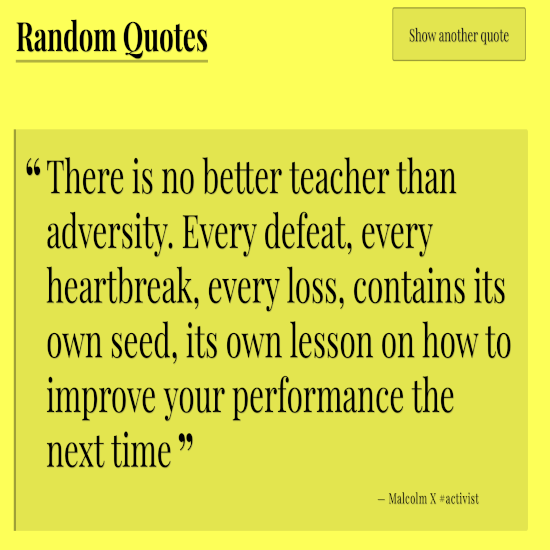 Random Quotes
Show another quote
“ There is no better teacher than
adversity. Every defeat, every
heartbreak, every loss, contains its
own seed, its own lesson on how to
improve your performance the
next time ”
– Malcolm X #activist